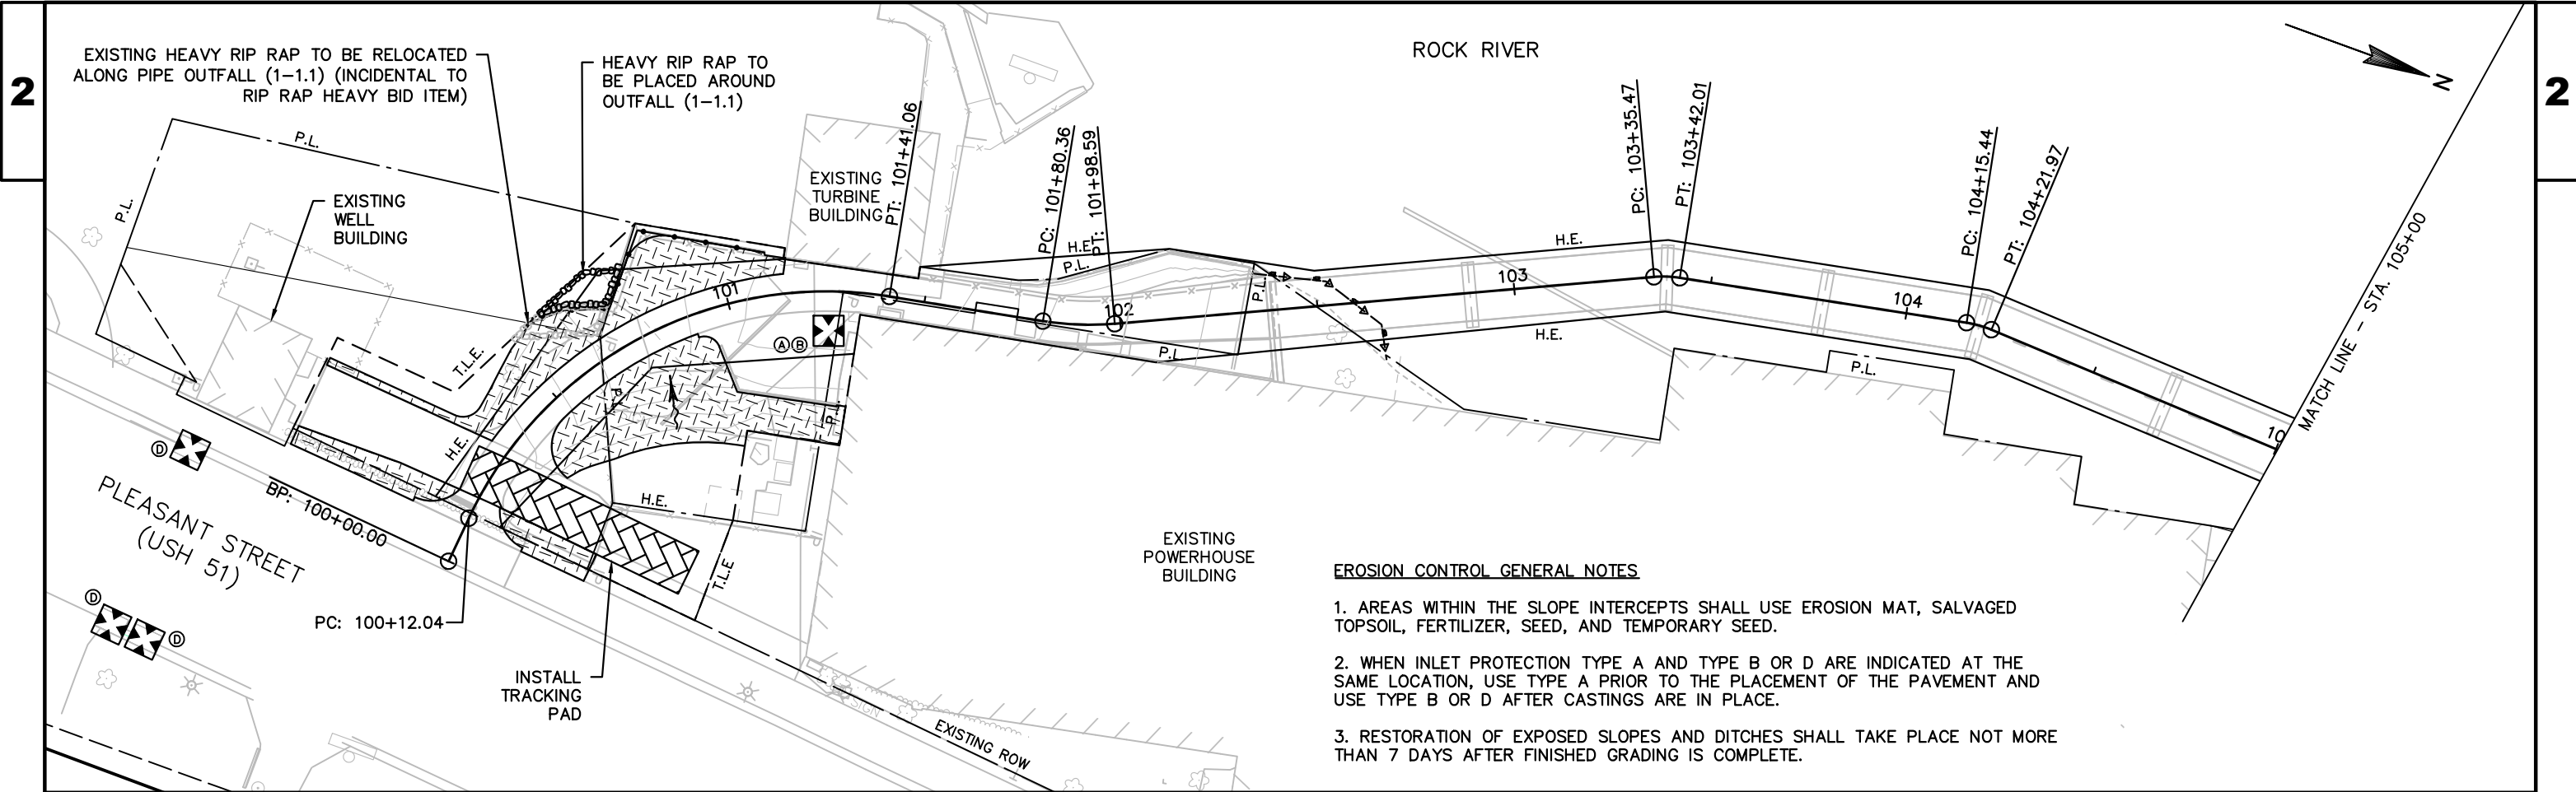 2
2
EXISTING HEAVY RIP RAP TO BE RELOCATED
ALONG PIPE OUTFALL (1-1.1) (INCIDENTAL TO
RIP RAP HEAVY BID ITEM)
HEAVY RIP RAP TO
BE PLACED AROUND
OUTFALL (1-1.1)
ROCK RIVER
N
P.L.
P.L.
EXISTING
WELL
BUILDING
EXISTING
TURBINE
BUILDING
PT: 101+41.06
PC: 101+80.36
PT: 101+98.59
PC: 103+35.47
PT: 103+42.01
PC: 104+15.44
PT: 104+21.97
MATCH LINE - STA. 105+00
H.E.
P.L.
P.L.
H.E.
H.E.
P.L.
P.L.
101
102
103
104
10
T.L.E.
H.E.
P.L.
P.L.
H.E.
T.L.E
A B
D
D
D
PLEASANT STREET
(USH 51)
BP: 100+00.00
PC: 100+12.04
INSTALL
TRACKING
PAD
SIGN
EXISTING ROW
EXISTING
POWERHOUSE
BUILDING
EROSION CONTROL GENERAL NOTES
1. AREAS WITHIN THE SLOPE INTERCEPTS SHALL USE EROSION MAT, SALVAGED
TOPSOIL, FERTILIZER, SEED, AND TEMPORARY SEED.
2. WHEN INLET PROTECTION TYPE A AND TYPE B OR D ARE INDICATED AT THE
SAME LOCATION, USE TYPE A PRIOR TO THE PLACEMENT OF THE PAVEMENT AND
USE TYPE B OR D AFTER CASTINGS ARE IN PLACE.
3. RESTORATION OF EXPOSED SLOPES AND DITCHES SHALL TAKE PLACE NOT MORE
THAN 7 DAYS AFTER FINISHED GRADING IS COMPLETE.